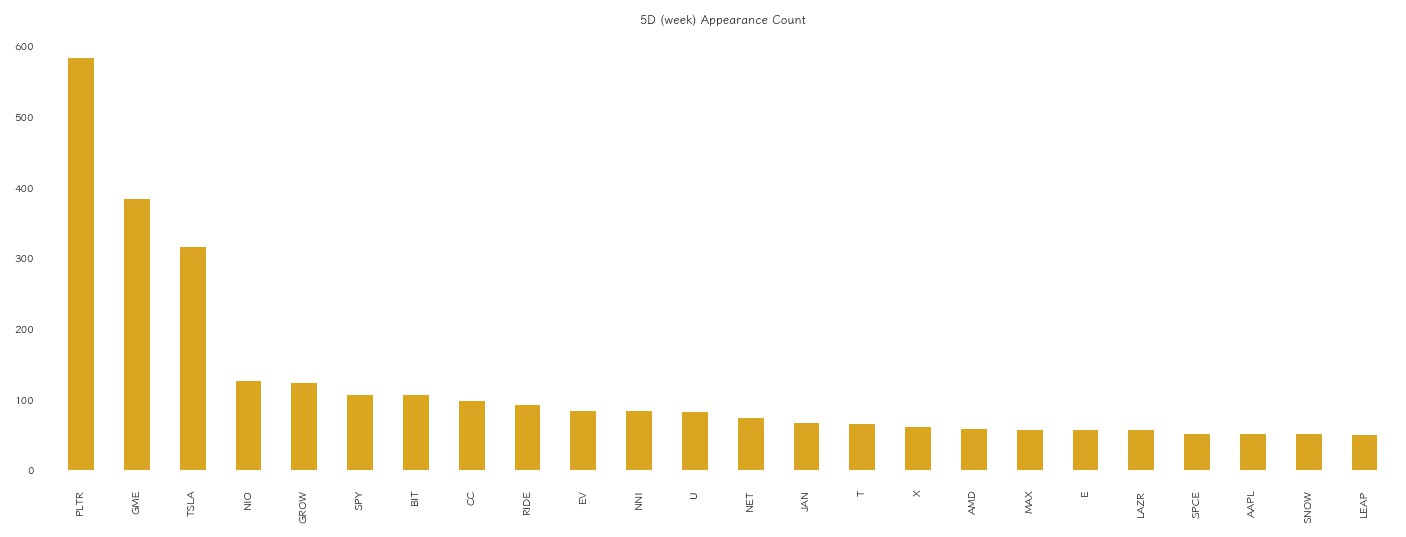 5D (week) Appearance Count
600
500
400
300
200
100
0
PLTR
GME
TSLA
NIO
GROW
SPY
BIT
CC
RIDE
EV
NNI
U
NET
JAN
T
X
AMD
MAX
E
LAZR
SPCE
AAPL
SNOW
LEAP